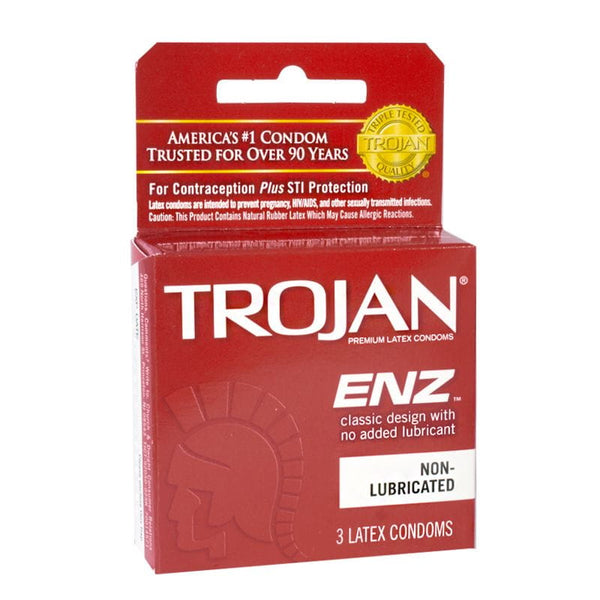 AMERICA'S #1 CONDOM
TRUSTED FOR OVER 90 YEARS
TRIPLE TESTED
TROJAN
QUALITY
For Contraception Plus STI Protection
Latex condoms are intended to prevent pregnancy, HIV/AIDS, and other sexually transmitted infections.
Caution: This Product Contains Natural Rubber Latex Which May Cause Allergic Reactions.
TROJAN®
PREMIUM LATEX CONDOMS
ENZ™
classic design with
no added lubricant
NON-
LUBRICATED
3 LATEX CONDOMS
EXP. DATE